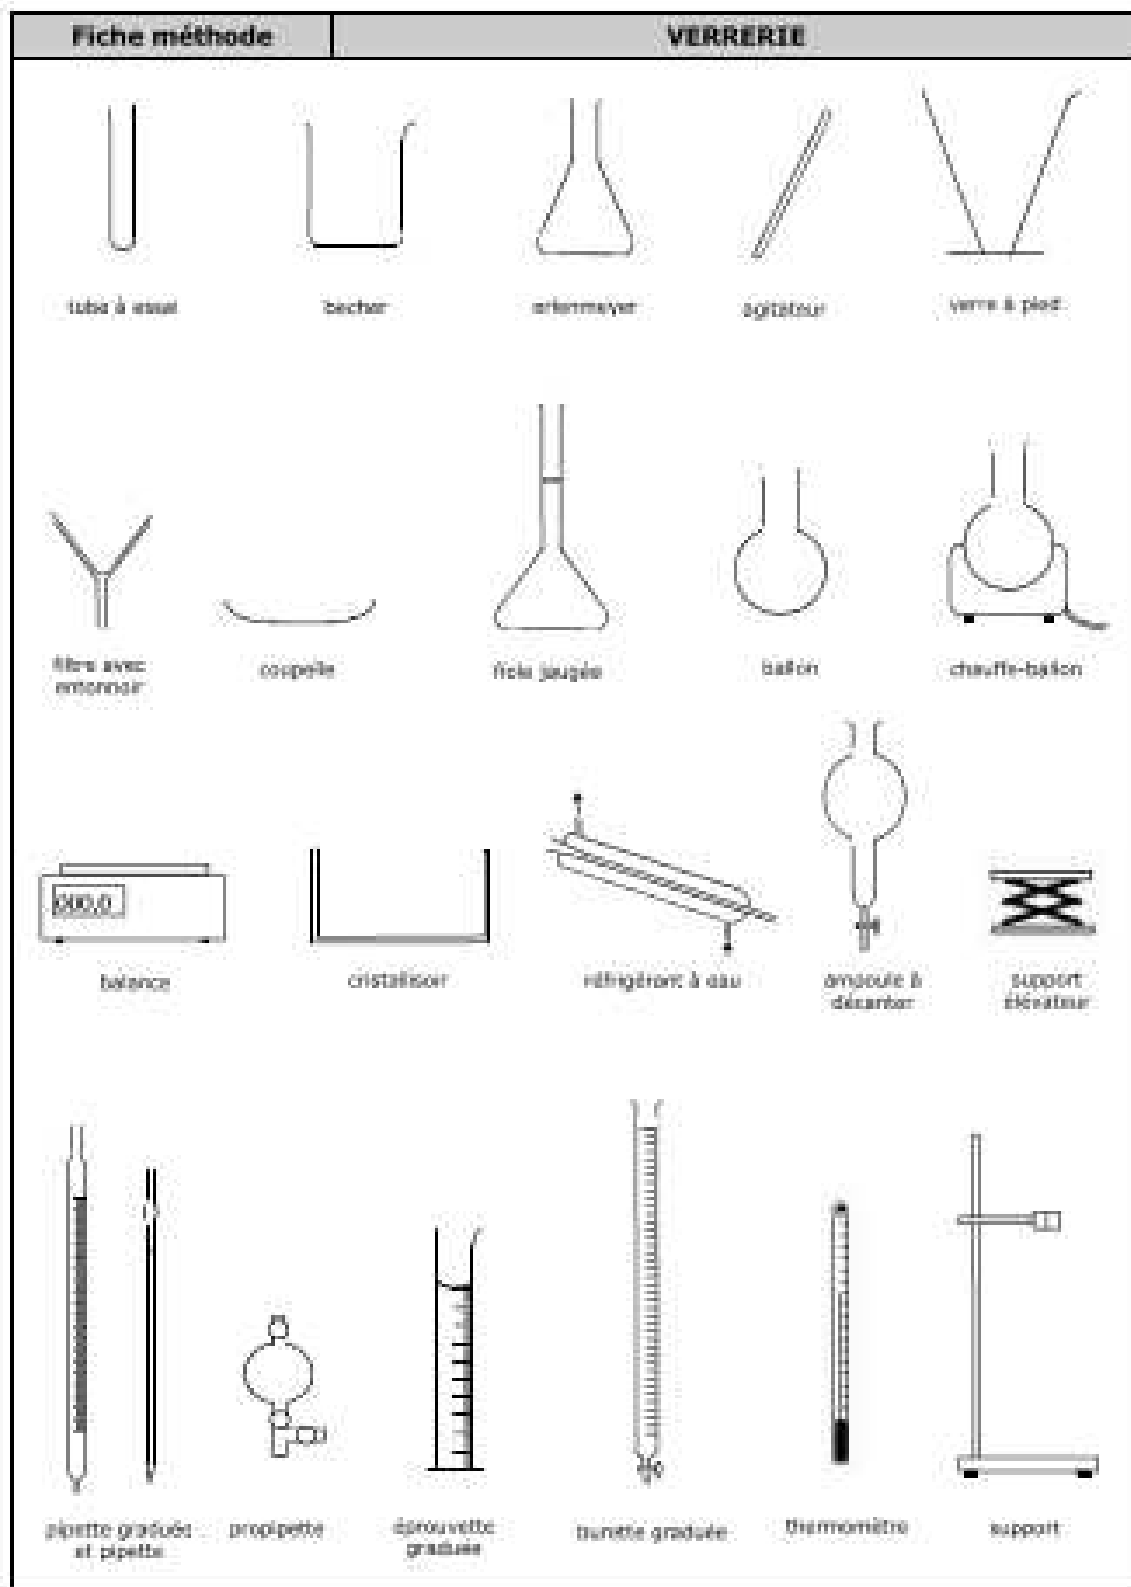 Fiche méthode
VERRERIE
tube à essai
becher
erlenmeyer
agitateur
verre à pied
filtre avec
entonnoir
coupelle
fiole jaugée
ballon
chauffe-ballon
000,0
balance
cristallisoir
réfrigérant à eau
ampoule à
décanter
support
élévateur
pipette graduée
et pipette
propipette
éprouvette
graduée
burette graduée
thermomètre
support